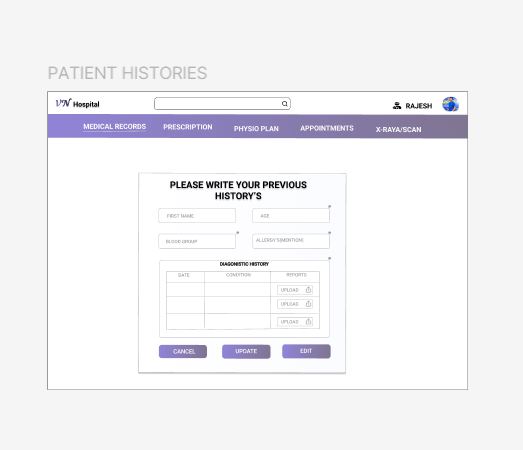 PATIENT HISTORIES
VN Hospital
RAJESH
MEDICAL RECORDS PRESCRIPTION PHYSIO PLAN APPOINTMENTS X-RAYA/SCAN
PLEASE WRITE YOUR PREVIOUS
HISTORY'S
FIRST NAME AGE
BLOOD GROUP ALLERGY'S(MENTION)
DIAGONISTIC HISTORY
DATE CONDITION REPORTS
UPLOAD
UPLOAD
UPLOAD
CANCEL UPDATE EDIT